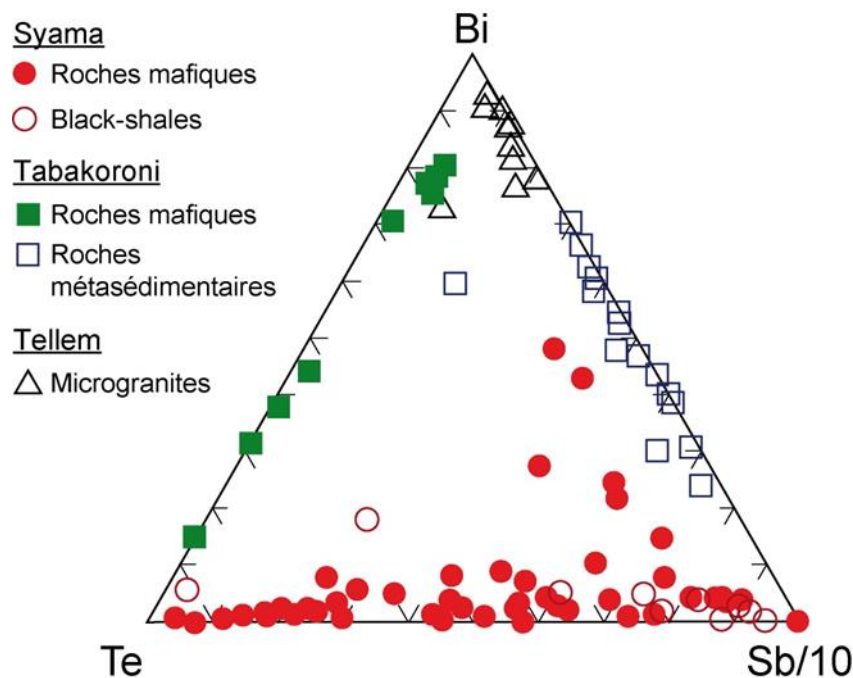 Bi
Syama
Roches mafiques
Black-shales
Tabakoroni
Roches mafiques
Roches
métasédimentaires
Tellem
Microgranites
Te
Sb/10